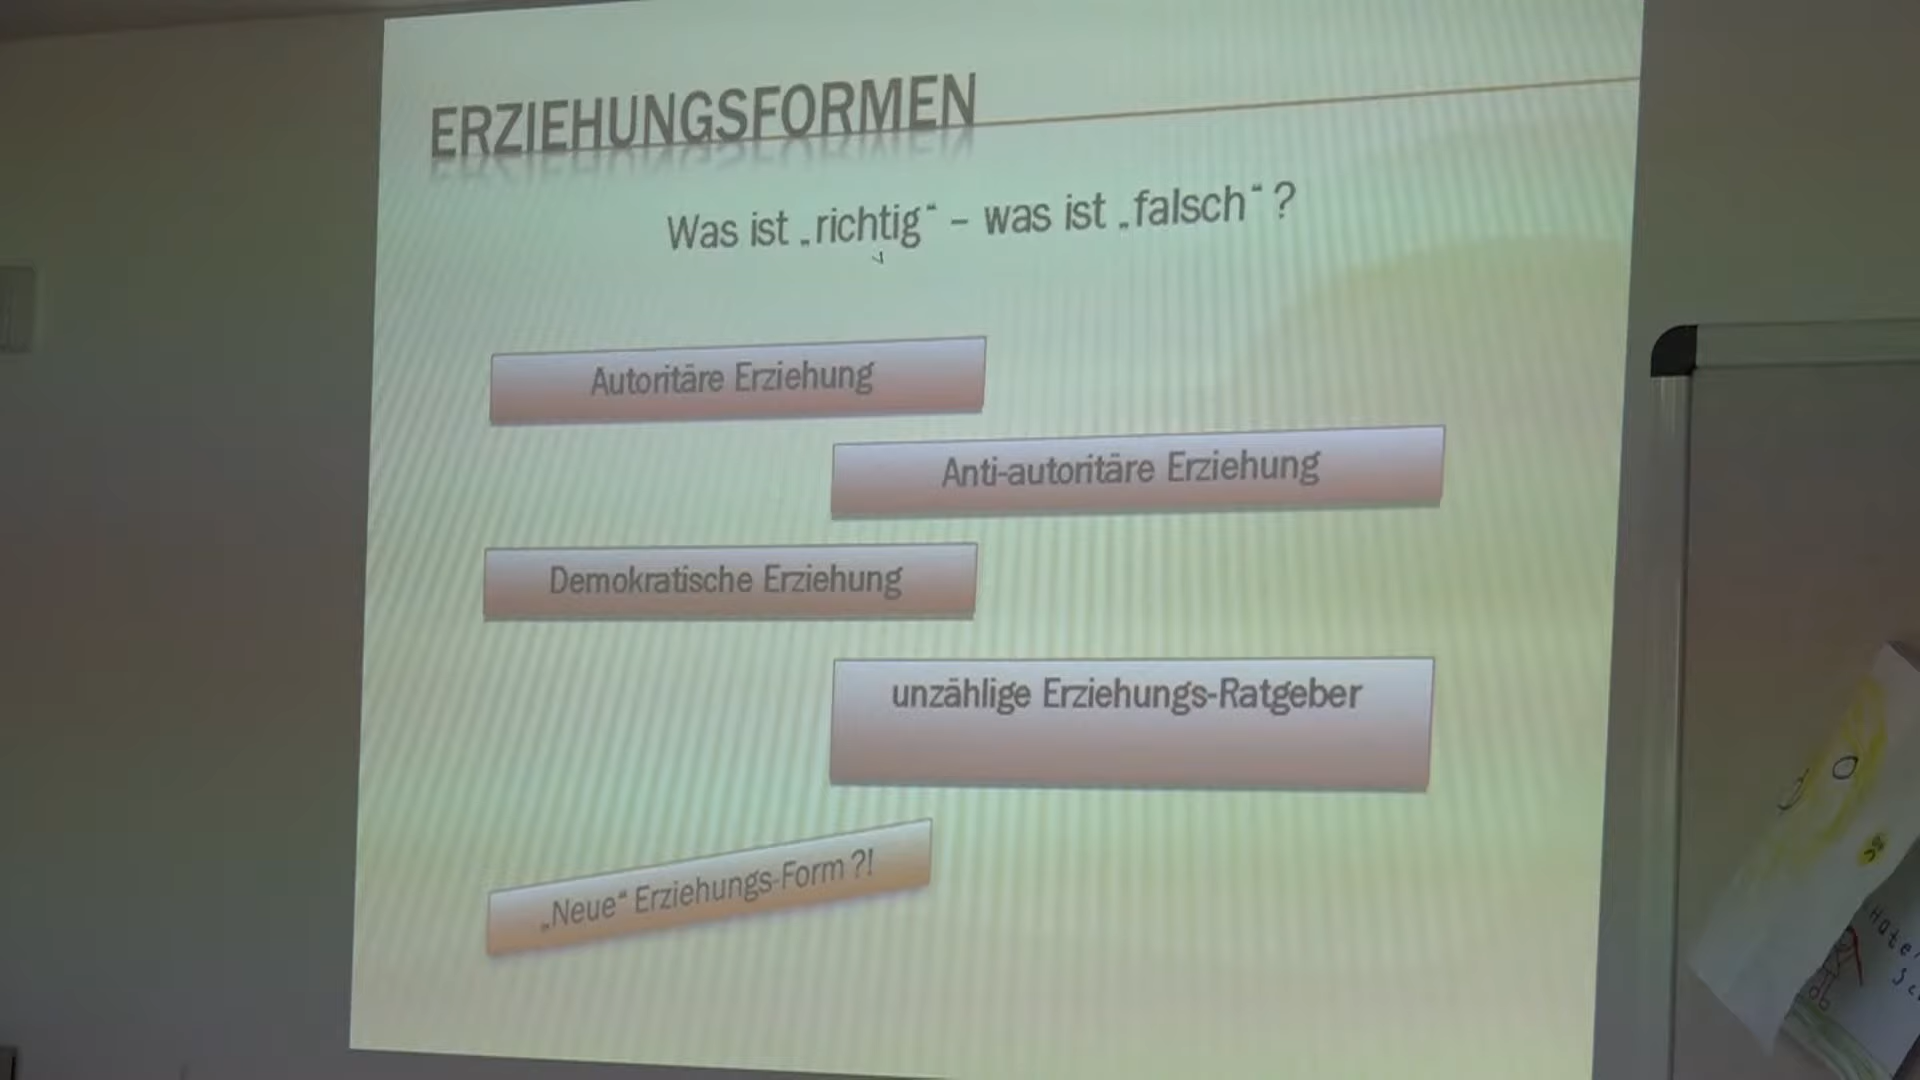 ERZIEHUNGSFORMEN
Was ist „richtig“ – was ist „falsch“ ?
Autoritäre Erziehung
Anti-autoritäre Erziehung
Demokratische Erziehung
unzählige Erziehungs-Ratgeber
„Neue“ Erziehungs-Form ?!